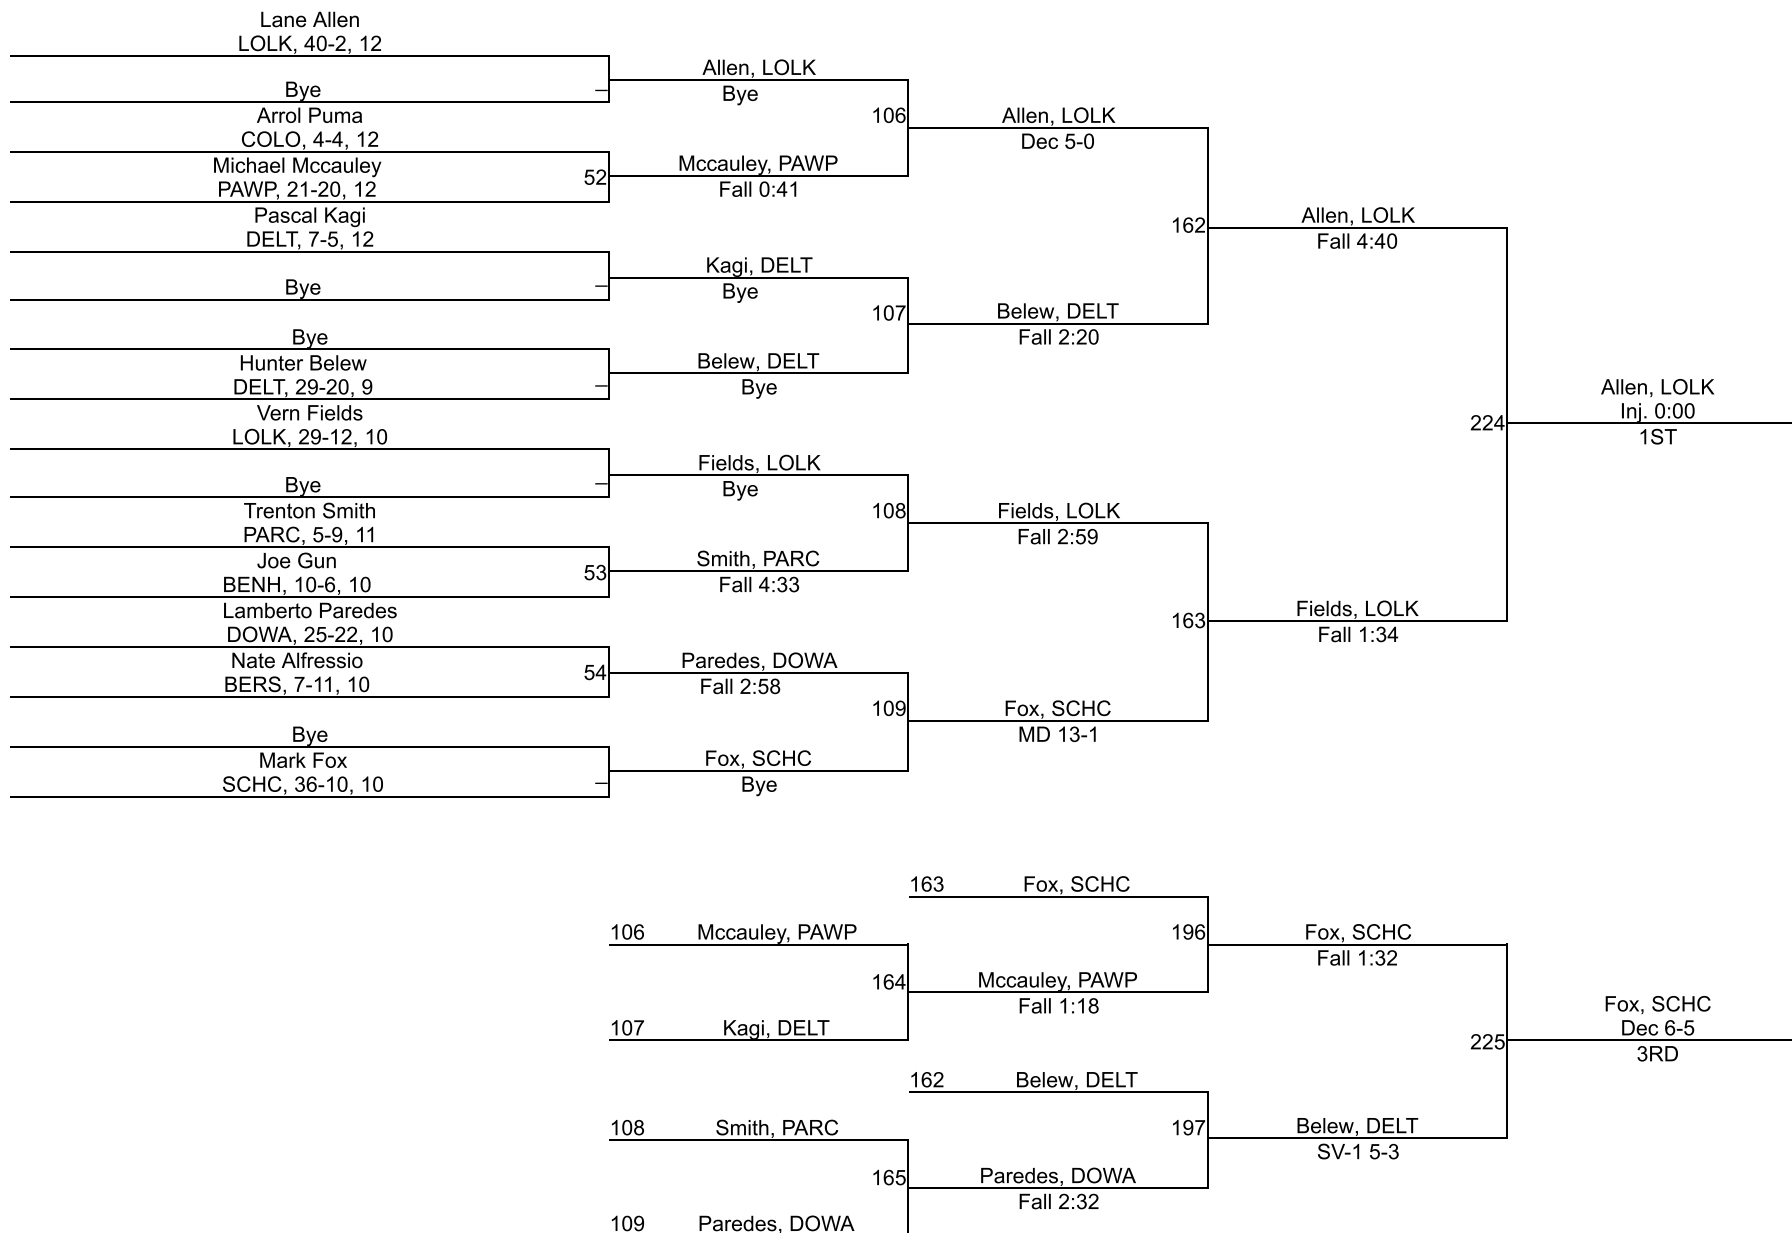 Lane Allen
LOLK, 40-2, 12
Bye
–
Arrol Puma
COLO, 4-4, 12
Michael Mccauley
PAWP, 21-20, 12
52
Pascal Kagi
DELT, 7-5, 12
Bye
–
Bye
Hunter Belew
DELT, 29-20, 9
–
Vern Fields
LOLK, 29-12, 10
Bye
–
Trenton Smith
PARC, 5-9, 11
Joe Gun
BENH, 10-6, 10
53
Lamberto Paredes
DOWA, 25-22, 10
Nate Alfressio
BERS, 7-11, 10
54
Bye
Mark Fox
SCHC, 36-10, 10
–
Allen, LOLK
Bye
106
Mccauley, PAWP
Fall 0:41
Kagi, DELT
Bye
107
Belew, DELT
Bye
Fields, LOLK
Bye
108
Smith, PARC
Fall 4:33
Paredes, DOWA
Fall 2:58
109
Fox, SCHC
Bye
Allen, LOLK
Dec 5-0
162
Belew, DELT
Fall 2:20
Fields, LOLK
Fall 2:59
163
Fox, SCHC
MD 13-1
Allen, LOLK
Fall 4:40
224
Fields, LOLK
Fall 1:34
Allen, LOLK
Inj. 0:00
1ST
163 Fox, SCHC
106 Mccauley, PAWP
196
164
Mccauley, PAWP
Fall 1:18
107 Kagi, DELT
162 Belew, DELT
108 Smith, PARC
197
165
Paredes, DOWA
Fall 2:32
109 Paredes, DOWA
Fox, SCHC
Fall 1:32
225
Belew, DELT
SV-1 5-3
Fox, SCHC
Dec 6-5
3RD